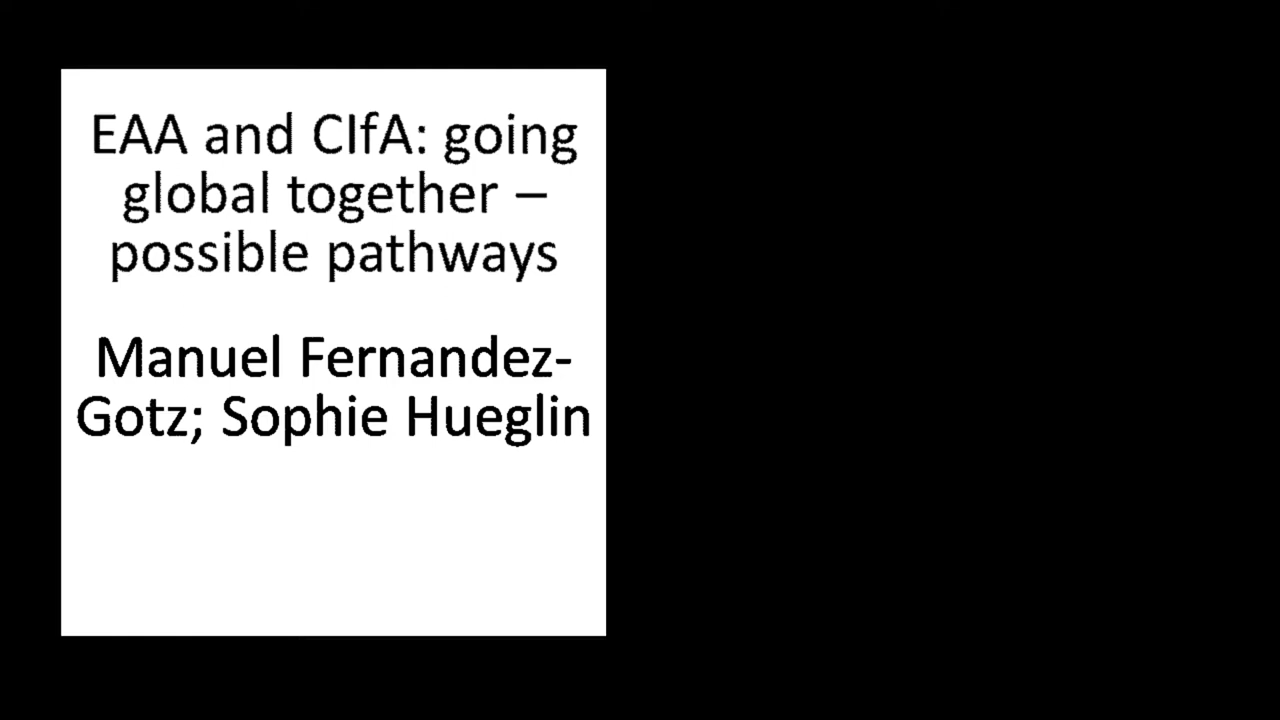 EAA and CIfA: going
global together –
possible pathways
Manuel Fernandez-
Gotz; Sophie Hueglin